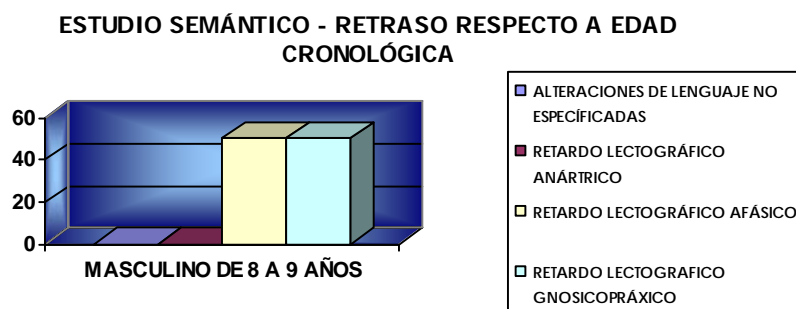 ESTUDIO SEMÁNTICO - RETRASO RESPECTO A EDAD
CRONOLÓGICA
60
40
20
0
MASCULINO DE 8 A 9 AÑOS
ALTERACIONES DE LENGUAJE NO
ESPECÍFICADAS
RETARDO LECTOGRÁFICO
ANÁRTRICO
RETARDO LECTOGRÁFICO AFÁSICO
RETARDO LECTOGRAFICO
GNOSICOPRÁXICO